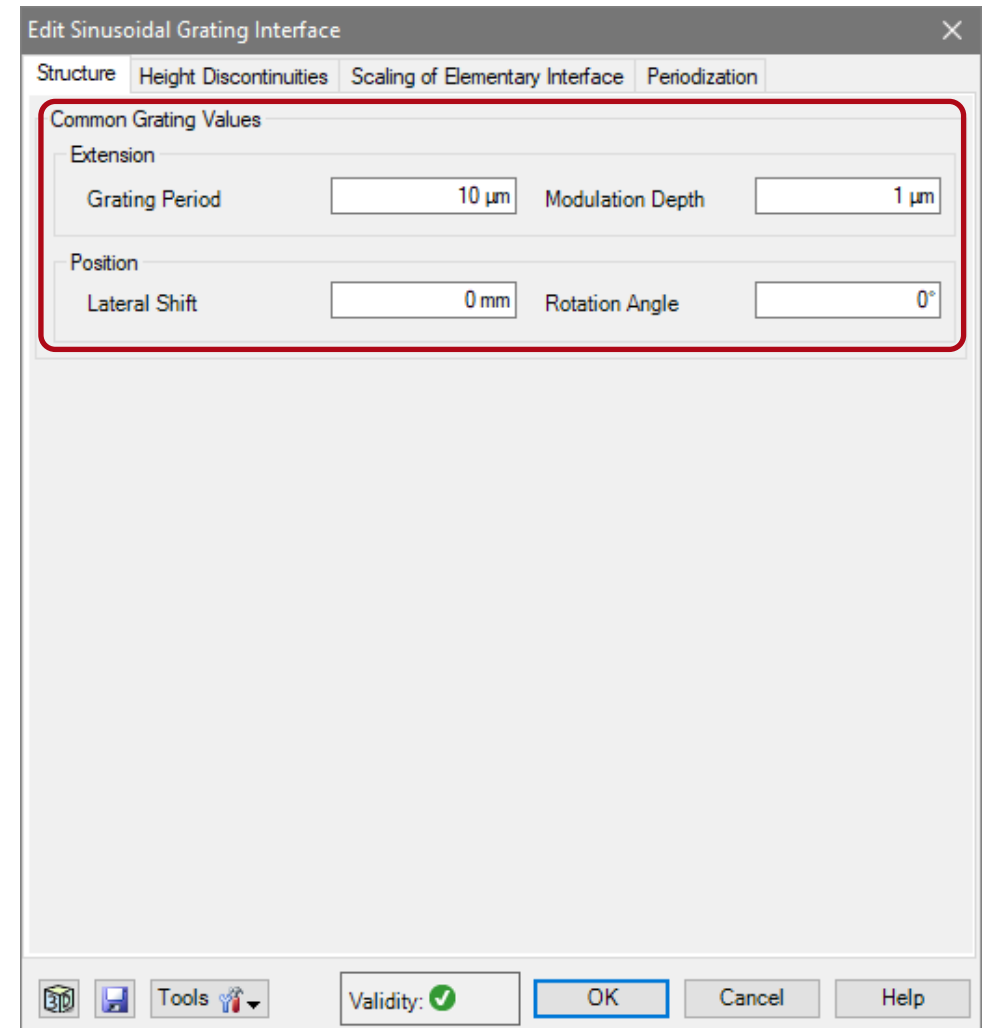 Edit Sinusoidal Grating Interface
Structure Height Discontinuities Scaling of Elementary Interface Periodization
Common Grating Values
Extension
Grating Period 10 µm Modulation Depth 1 µm
Position
Lateral Shift 0 mm Rotation Angle 0°
3D Tools Validity: OK Cancel Help